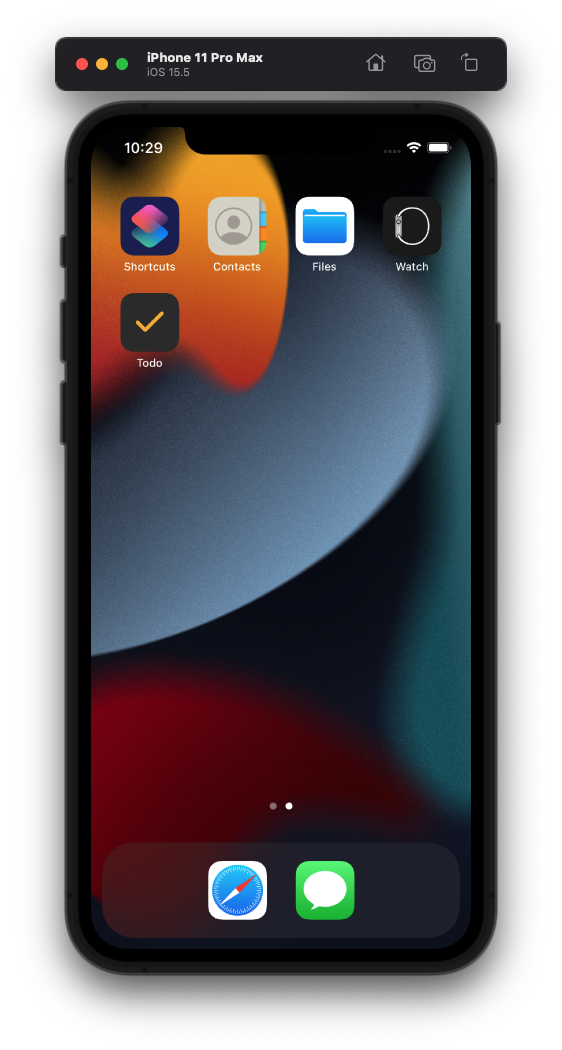 iPhone 11 Pro Max
iOS 15.5
10:29
Shortcuts
Contacts
Files
Watch
Todo